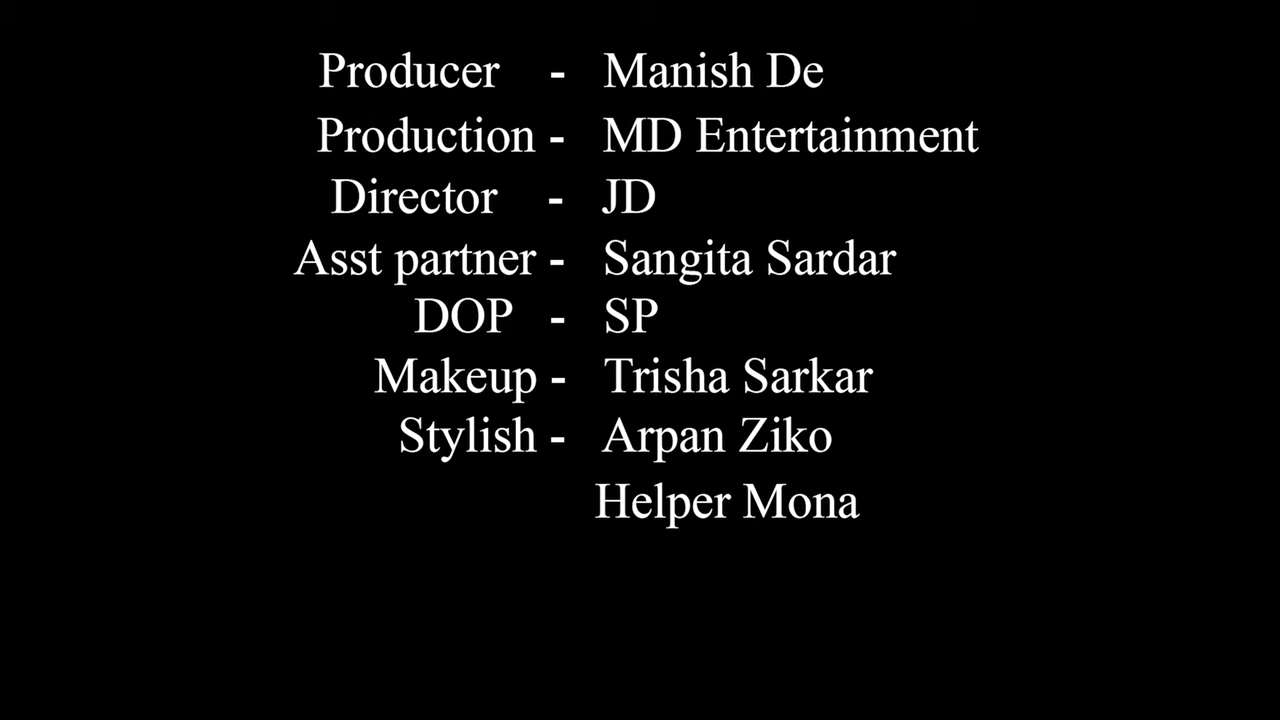 Producer - Manish De
Production - MD Entertainment
Director - JD
Asst partner - Sangita Sardar
DOP - SP
Makeup - Trisha Sarkar
Stylish - Arpan Ziko
Helper Mona